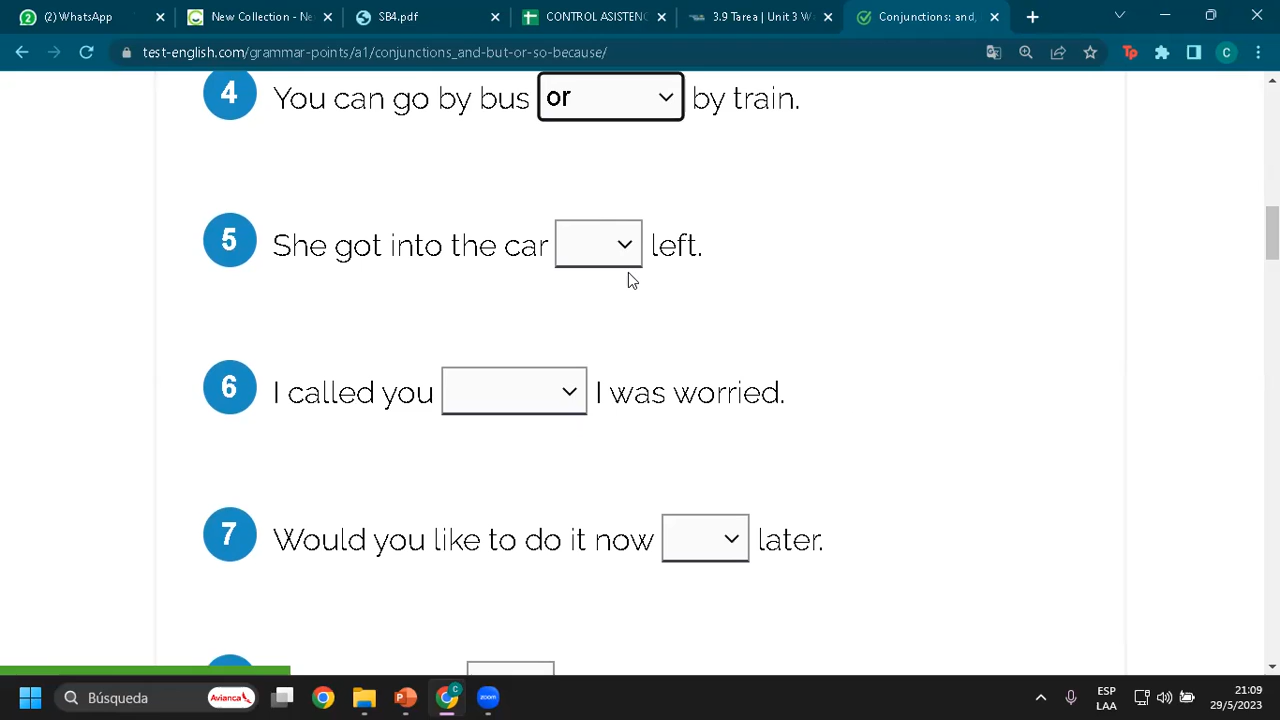 (2) WhatsApp
New Collection - Ne
SB4.pdf
CONTROL ASISTENC
3.9 Tarea | Unit 3 W
Conjunctions: and,
test-english.com/grammar-points/a1/conjunctions_and-but-or-so-because/
4 You can go by bus or by train.
5 She got into the car left.
6 I called you I was worried.
7 Would you like to do it now later.
Búsqueda
Avianca
ESP
LAA
21:09
29/5/2023